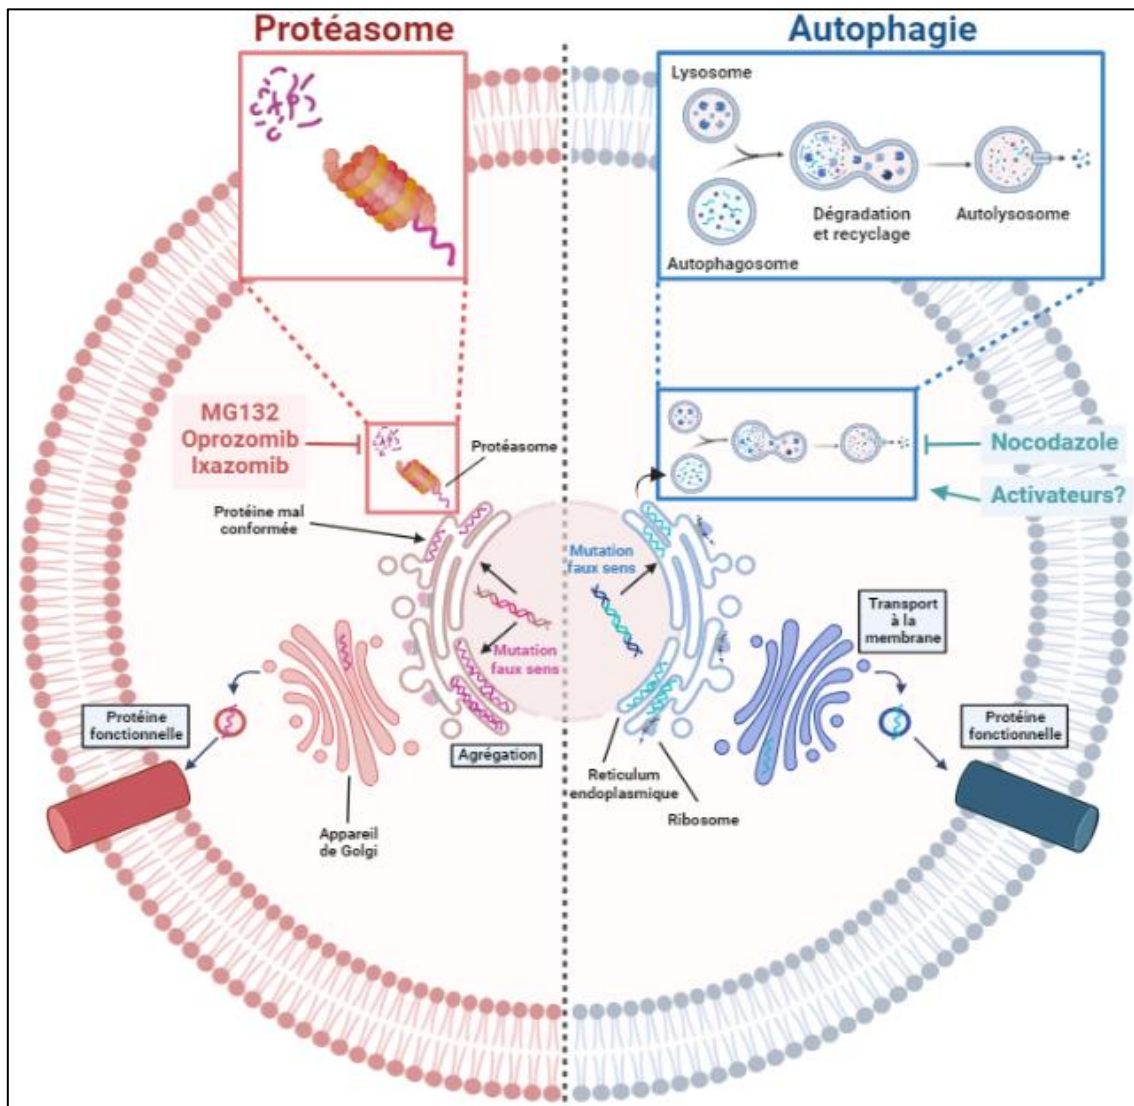 Protéasome
Autophagie
Lysosome
Dégradation
et recyclage
Autolysosome
Autophagosome
MG132
Oprozomib
Ixazomib
Protéasome
Nocodazole
Activateurs?
Protéine mal
conformée
Mutation
faux sens
Mutation
faux sens
Transport
à la
membrane
Protéine
fonctionnelle
Agrégation
Protéine
fonctionnelle
Reticulum
endoplasmique
Ribosome
Appareil
de Golgi